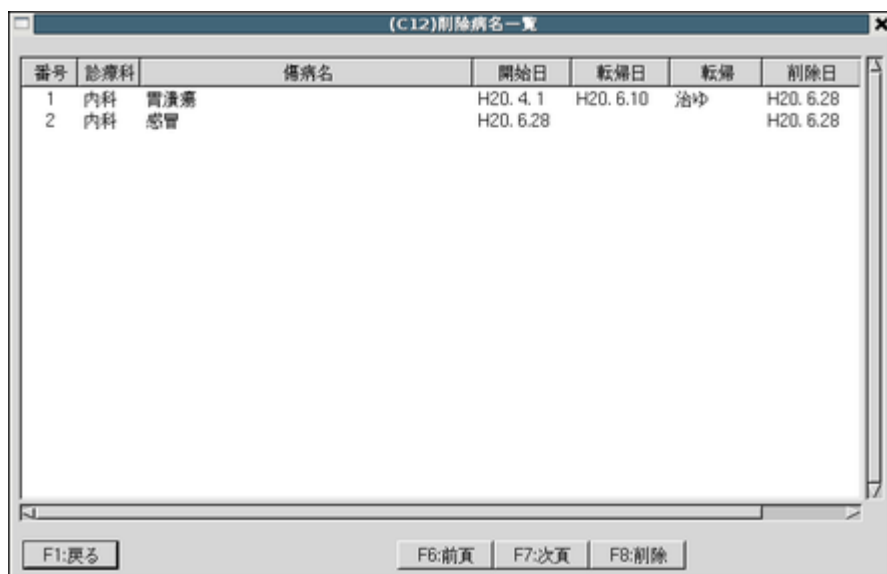 (C12)削除病名一覧
番号 診療科 傷病名 開始日 転帰日 転帰 削除日
1 内科 胃潰瘍 H20. 4. 1 H20. 6.10 治ゆ H20. 6.28
2 内科 感冒 H20. 6.28 H20. 6.28
F1:戻る F6:前頁 F7:次頁 F8:削除